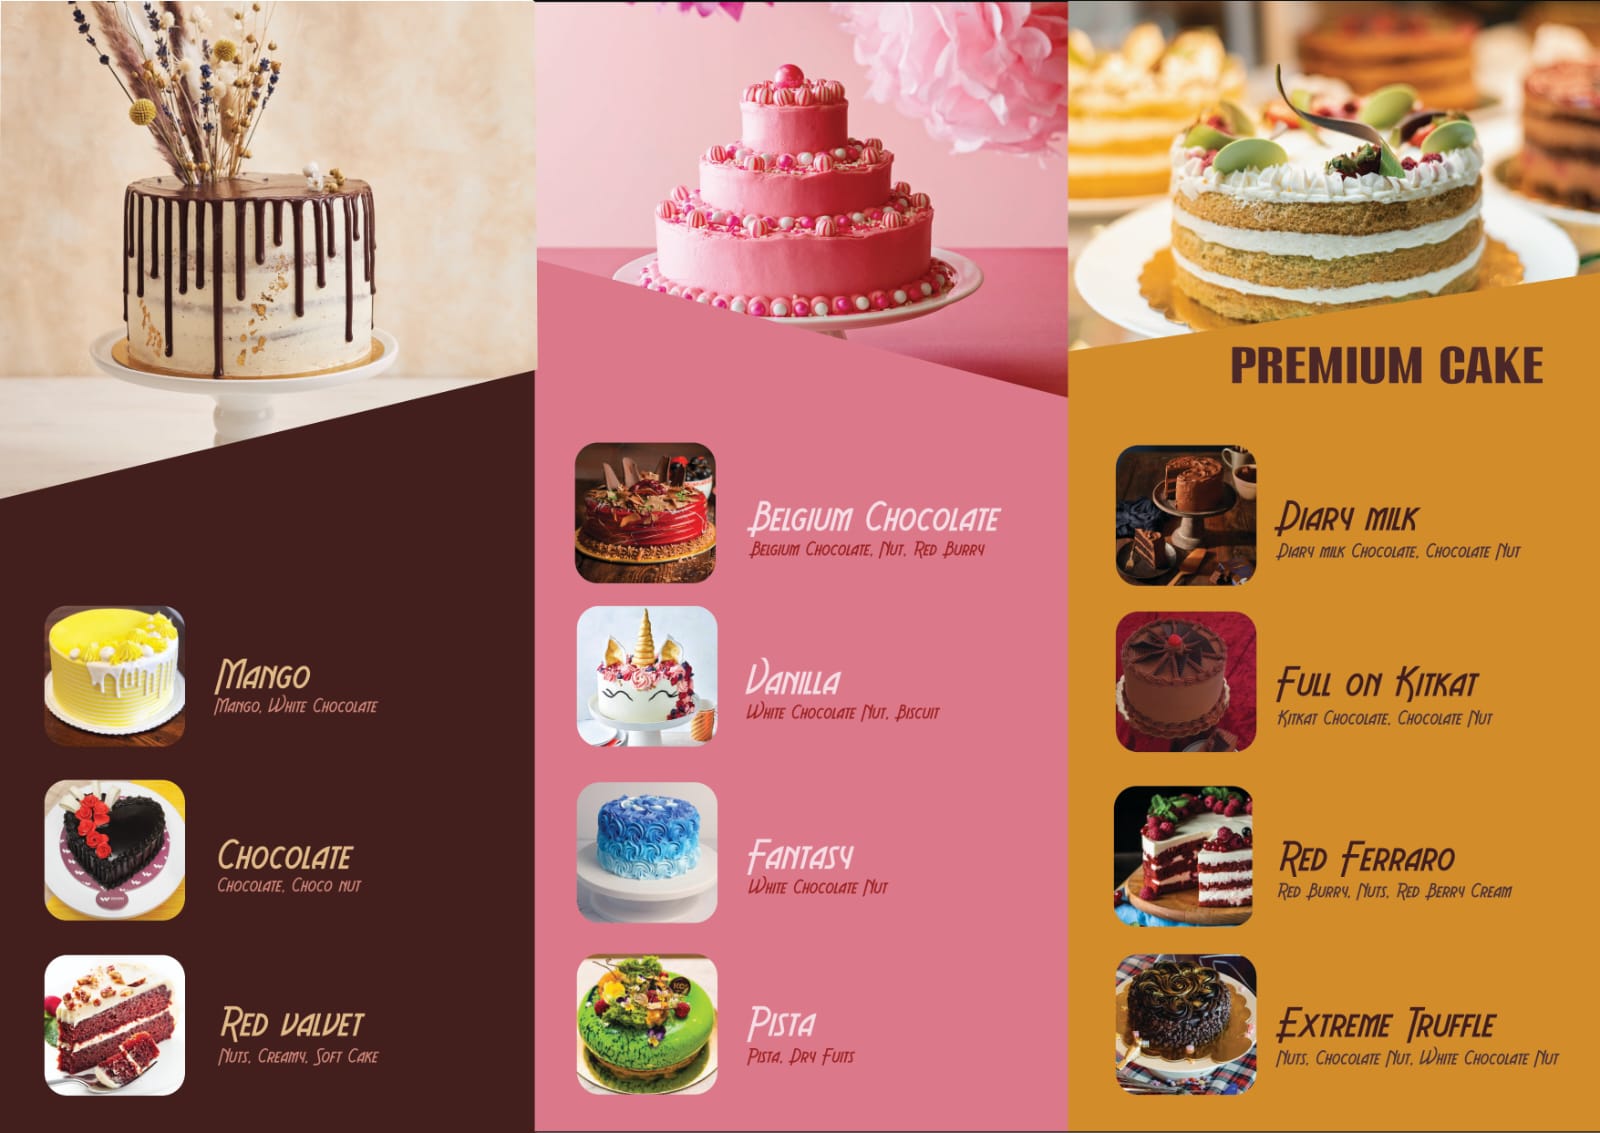 Mango
Mango, White Chocolate
Chocolate
Chocolate, Choco nut
Red valvet
Nuts, Creamy, Soft Cake
Belgium Chocolate
Belgium Chocolate, Nut, Red Burry
Vanilla
White Chocolate Nut, Biscuit
Fantasy
White Chocolate Nut
Pista
Pista, Dry Fuits
PREMIUM CAKE
Diary milk
Diary milk Chocolate, Chocolate Nut
Full on Kitkat
Kitkat Chocolate, Chocolate Nut
Red Ferraro
Red Burry, Nuts, Red Berry Cream
Extreme Truffle
Nuts, Chocolate Nut, White Chocolate Nut